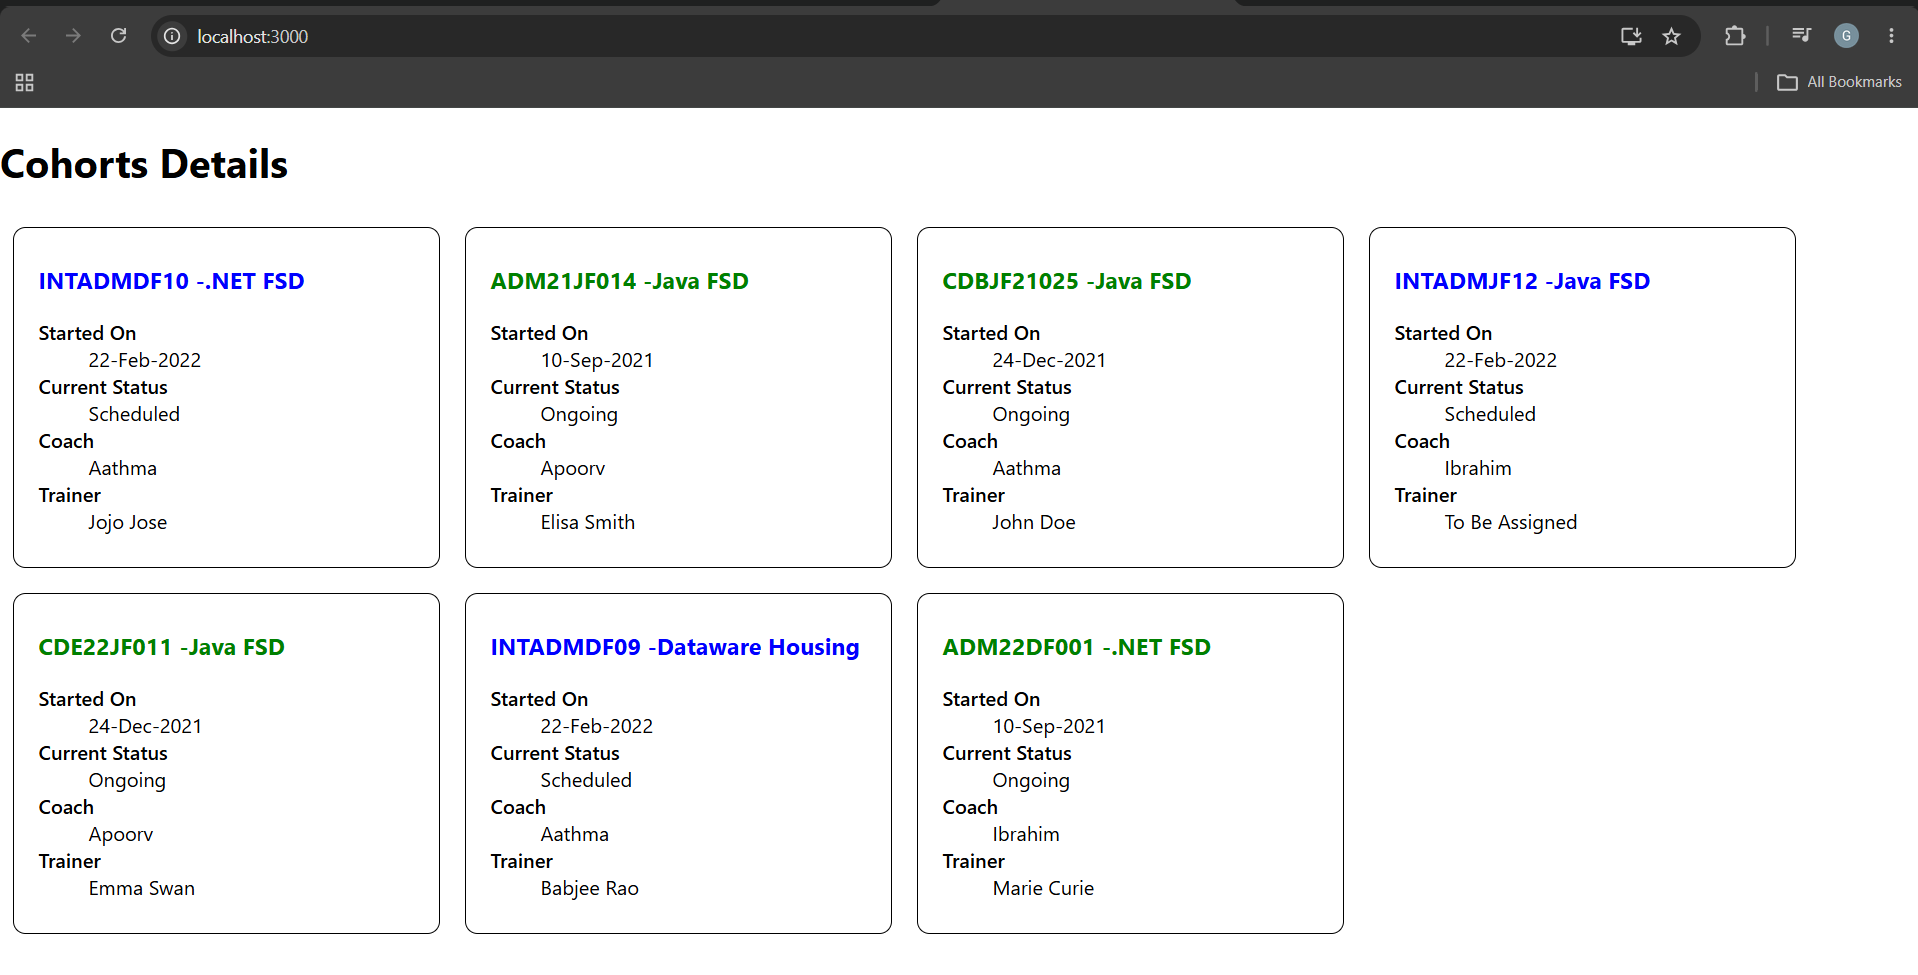 localhost:3000
G
All Bookmarks
Cohorts Details
INTADMDF10 -.NET FSD
Started On
22-Feb-2022
Current Status
Scheduled
Coach
Aathma
Trainer
Jojo Jose
ADM21JF014 -Java FSD
Started On
10-Sep-2021
Current Status
Ongoing
Coach
Apoorv
Trainer
Elisa Smith
CDBJF21025 -Java FSD
Started On
24-Dec-2021
Current Status
Ongoing
Coach
Aathma
Trainer
John Doe
INTADMJF12 -Java FSD
Started On
22-Feb-2022
Current Status
Scheduled
Coach
Ibrahim
Trainer
To Be Assigned
CDE22JF011 -Java FSD
Started On
24-Dec-2021
Current Status
Ongoing
Coach
Apoorv
Trainer
Emma Swan
INTADMDF09 -Dataware Housing
Started On
22-Feb-2022
Current Status
Scheduled
Coach
Aathma
Trainer
Babjee Rao
ADM22DF001 -.NET FSD
Started On
10-Sep-2021
Current Status
Ongoing
Coach
Ibrahim
Trainer
Marie Curie